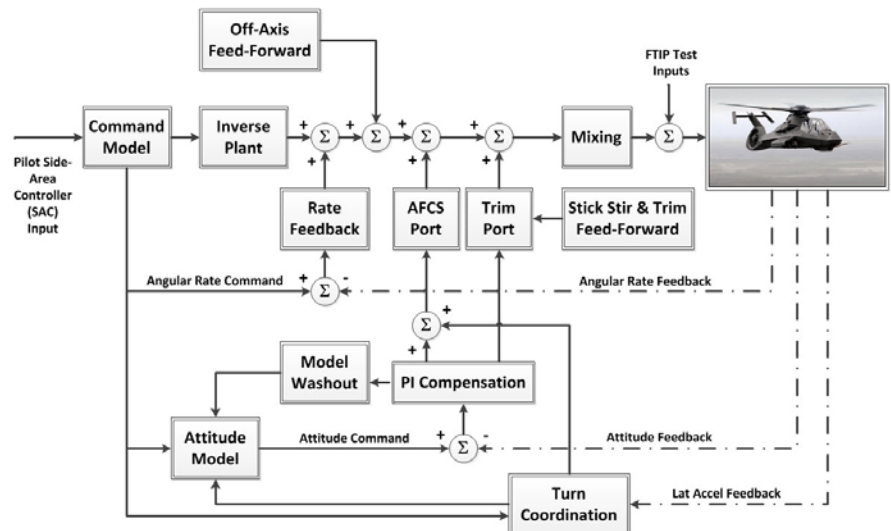 Off-Axis
Feed-Forward
FTIP Test
Inputs
Command
Model
Inverse
Plant
+
+
Σ
+
+
Σ
+
+
Σ
+
+
Σ
Mixing
Σ
Pilot Side-
Area
Controller
(SAC)
Input
Rate
Feedback
AFCS
Port
Trim
Port
Stick Stir & Trim
Feed-Forward
Angular Rate Command
+
-
Σ
Angular Rate Feedback
+
Σ
+
Model
Washout
PI Compensation
Attitude
Model
Attitude Command
+
-
Σ
Attitude Feedback
Turn
Coordination
Lat Accel Feedback